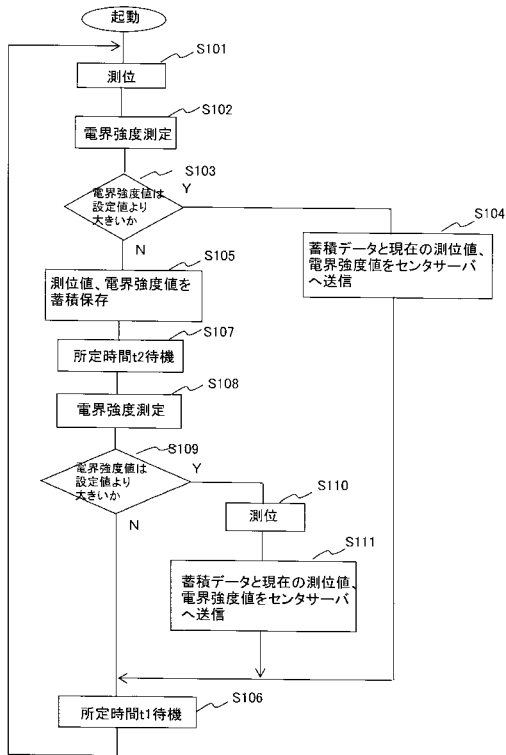 起動
S101
測位
S102
電界強度測定
S103
電界強度値は
設定値より
大きいか
Y
N
S104
蓄積データと現在の測位値、
電界強度値をセンタサーバ
へ送信
S105
測位値、電界強度値を
蓄積保存
S107
所定時間t2待機
S108
電界強度測定
S109
電界強度値は
設定値より
大きいか
Y
N
S110
測位
S111
蓄積データと現在の測位値、
電界強度値をセンタサーバ
へ送信
S106
所定時間t1待機